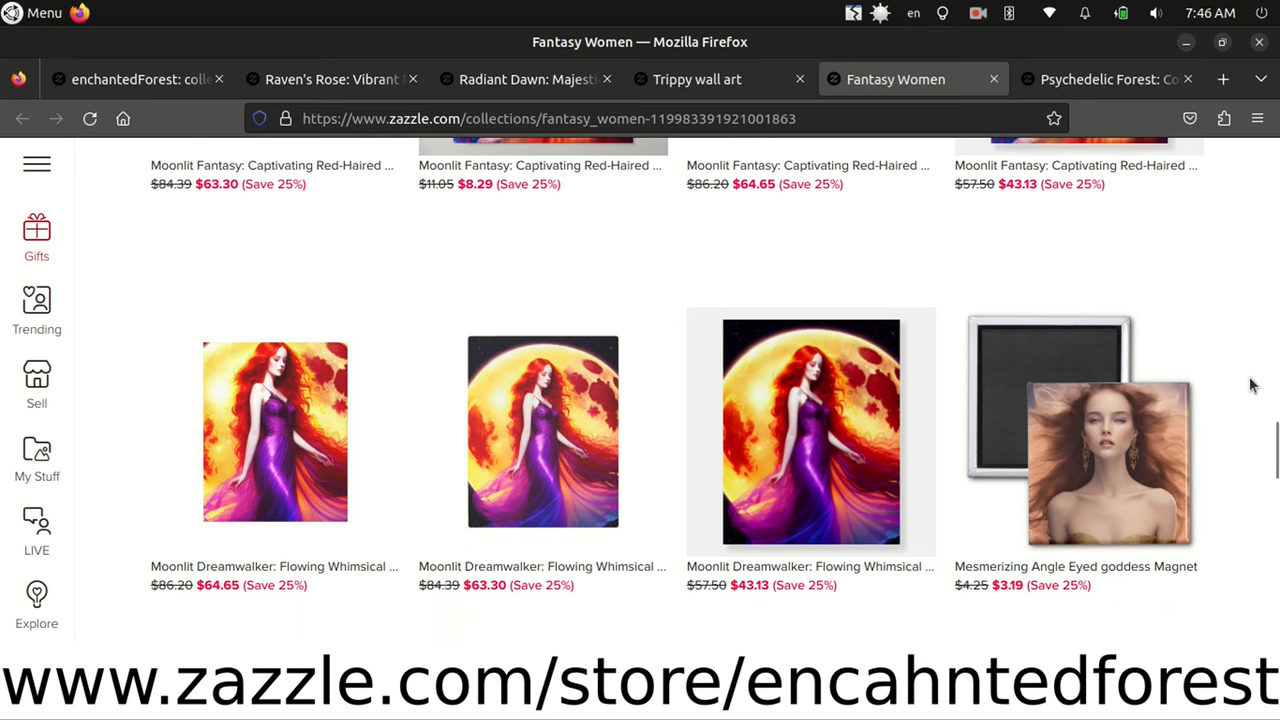 Menu
en
7:46 AM
Fantasy Women — Mozilla Firefox
enchantedForest: colle
Raven's Rose: Vibrant
Radiant Dawn: Majesti
Trippy wall art
Fantasy Women
Psychedelic Forest: Co
https://www.zazzle.com/collections/fantasy_women-119983391921001863
Moonlit Fantasy: Captivating Red-Haired ...
$84.39 $63.30 (Save 25%)
Moonlit Fantasy: Captivating Red-Haired ...
$11.05 $8.29 (Save 25%)
Moonlit Fantasy: Captivating Red-Haired ...
$86.20 $64.65 (Save 25%)
Moonlit Fantasy: Captivating Red-Haired ...
$57.50 $43.13 (Save 25%)
Gifts
Trending
Sell
My Stuff
LIVE
Explore
Moonlit Dreamwalker: Flowing Whimsical ...
$86.20 $64.65 (Save 25%)
Moonlit Dreamwalker: Flowing Whimsical ...
$84.39 $63.30 (Save 25%)
Moonlit Dreamwalker: Flowing Whimsical ...
$57.50 $43.13 (Save 25%)
Mesmerizing Angle Eyed goddess Magnet
$4.25 $3.19 (Save 25%)
www.zazzle.com/store/encahntedforest